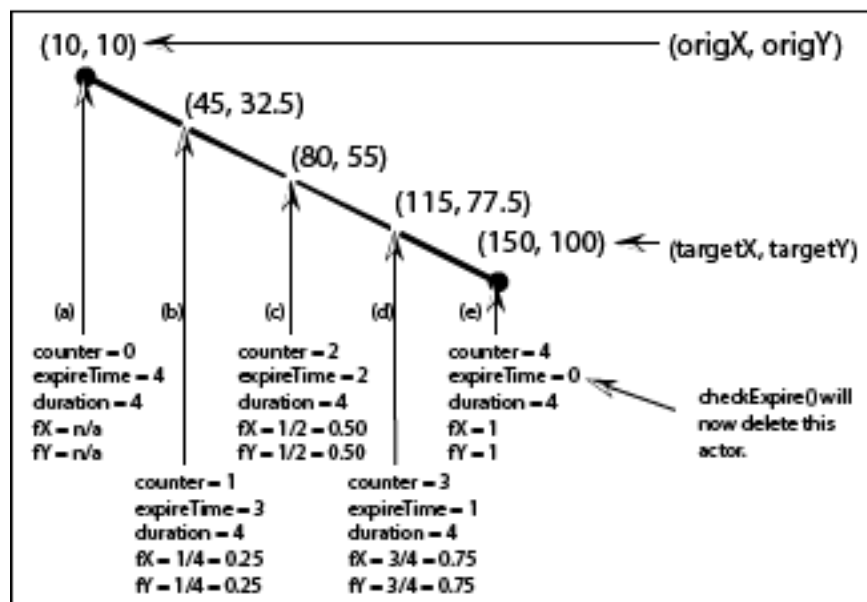 (10, 10)
(origX, origY)
(45, 32.5)
(80, 55)
(115, 77.5)
(150, 100)
(targetX, targetY)
(a)
(b)
(c)
(d)
(e)
counter = 0
expireTime = 4
duration = 4
fX = n/a
fY = n/a
counter = 2
expireTime = 2
duration = 4
fX = 1/2 = 0.50
fY = 1/2 = 0.50
counter = 4
expireTime = 0
duration = 4
fX = 1
fY = 1
checkExpire() will
now delete this
actor.
counter = 1
expireTime = 3
duration = 4
fX = 1/4 = 0.25
fY = 1/4 = 0.25
counter = 3
expireTime = 1
duration = 4
fX = 3/4 = 0.75
fY = 3/4 = 0.75